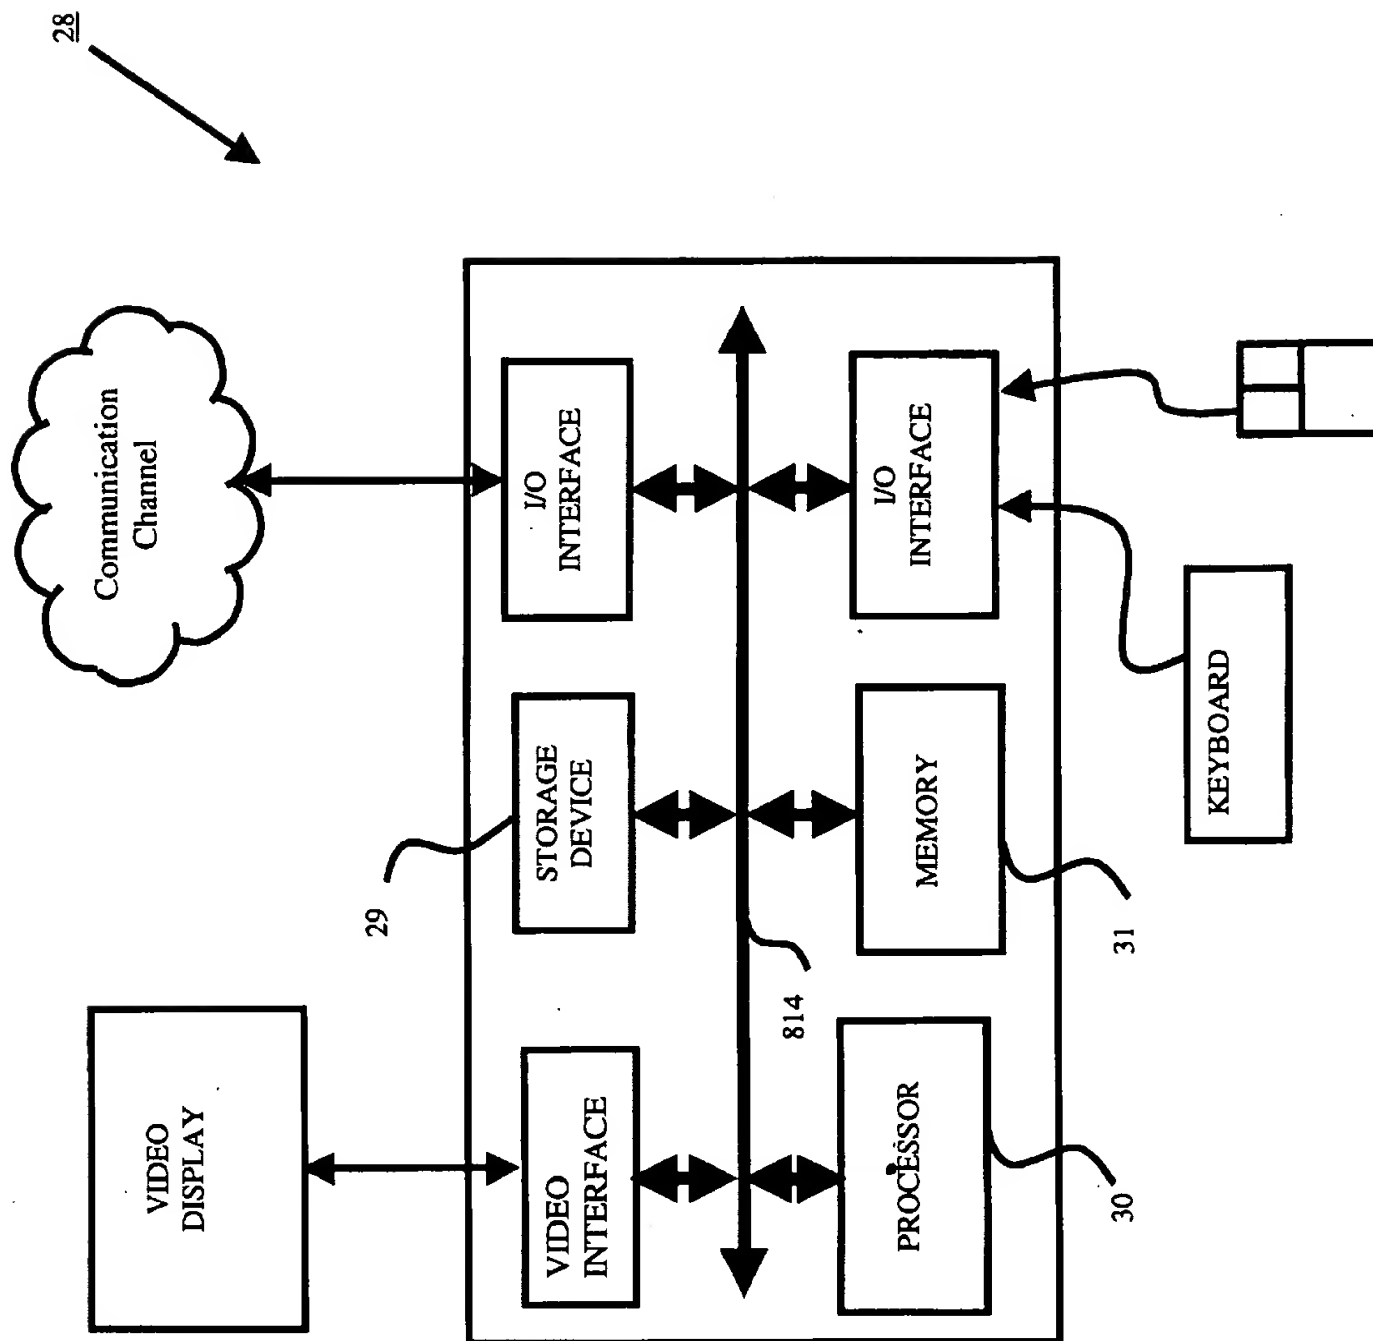 28
Communication
Channel
VIDEO
DISPLAY
29
VIDEO
INTERFACE
STORAGE
DEVICE
I/O
INTERFACE
814
PROCESSOR
MEMORY
I/O
INTERFACE
30
31
KEYBOARD